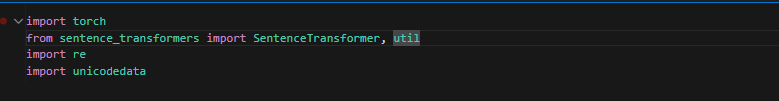 import torch
from sentence_transformers import SentenceTransformer, util
import re
import unicodedata